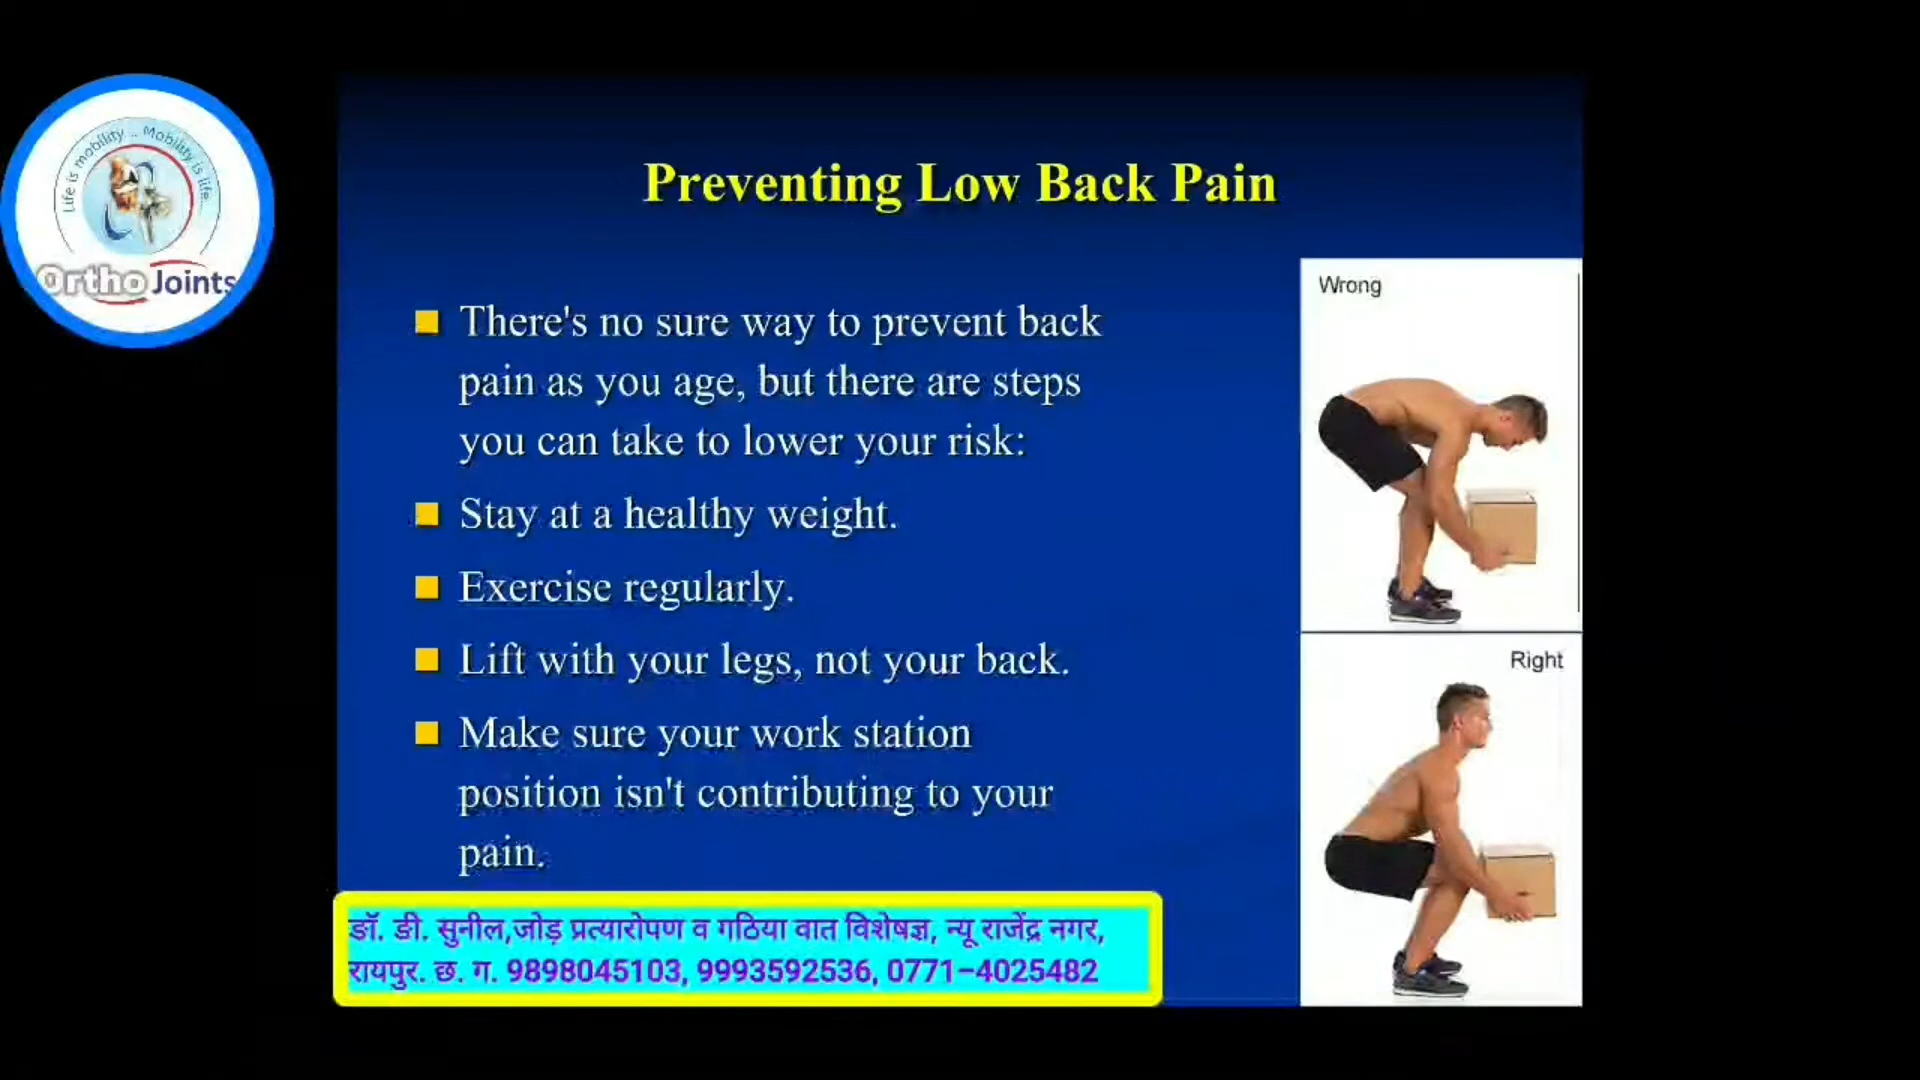 Life is mobility .. Mobility is life..
Ortho Joints
Preventing Low Back Pain
There's no sure way to prevent back
pain as you age, but there are steps
you can take to lower your risk:
Stay at a healthy weight.
Exercise regularly.
Lift with your legs, not your back.
Make sure your work station
position isn't contributing to your
pain.
Wrong
Right
डॉ. डी. सुनील,जोड़ प्रत्यारोपण व गठिया वात विशेषज्ञ, न्यू राजेंद्र नगर,
रायपुर. छ. ग. 9898045103, 9993592536, 0771-4025482